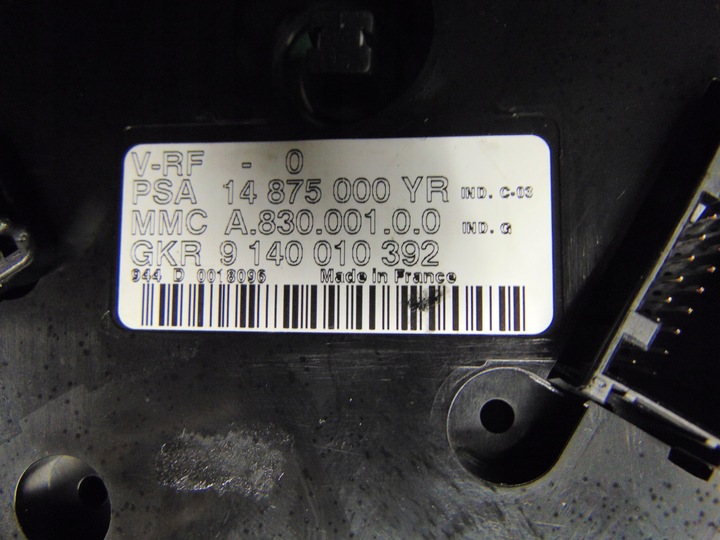 V-RF - 0
PSA 14 875 000 YR IND. C-03
MMC A.830.001.0.0 IND. G
GKR 9 140 010 392
944 D 0018096 Made in France